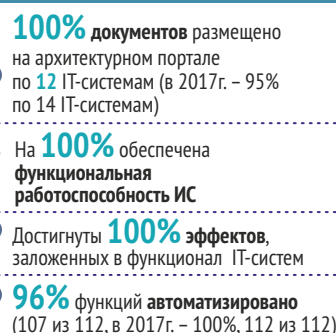 100% документов размещено
на архитектурном портале
по 12 IT-системам (в 2017г. – 95%
по 14 IT-системам)
На 100% обеспечена
функциональная
работоспособность ИС
Достигнуты 100% эффектов,
заложенных в функционал IT-систем
96% функций автоматизировано
(107 из 112, в 2017г. – 100%, 112 из 112)